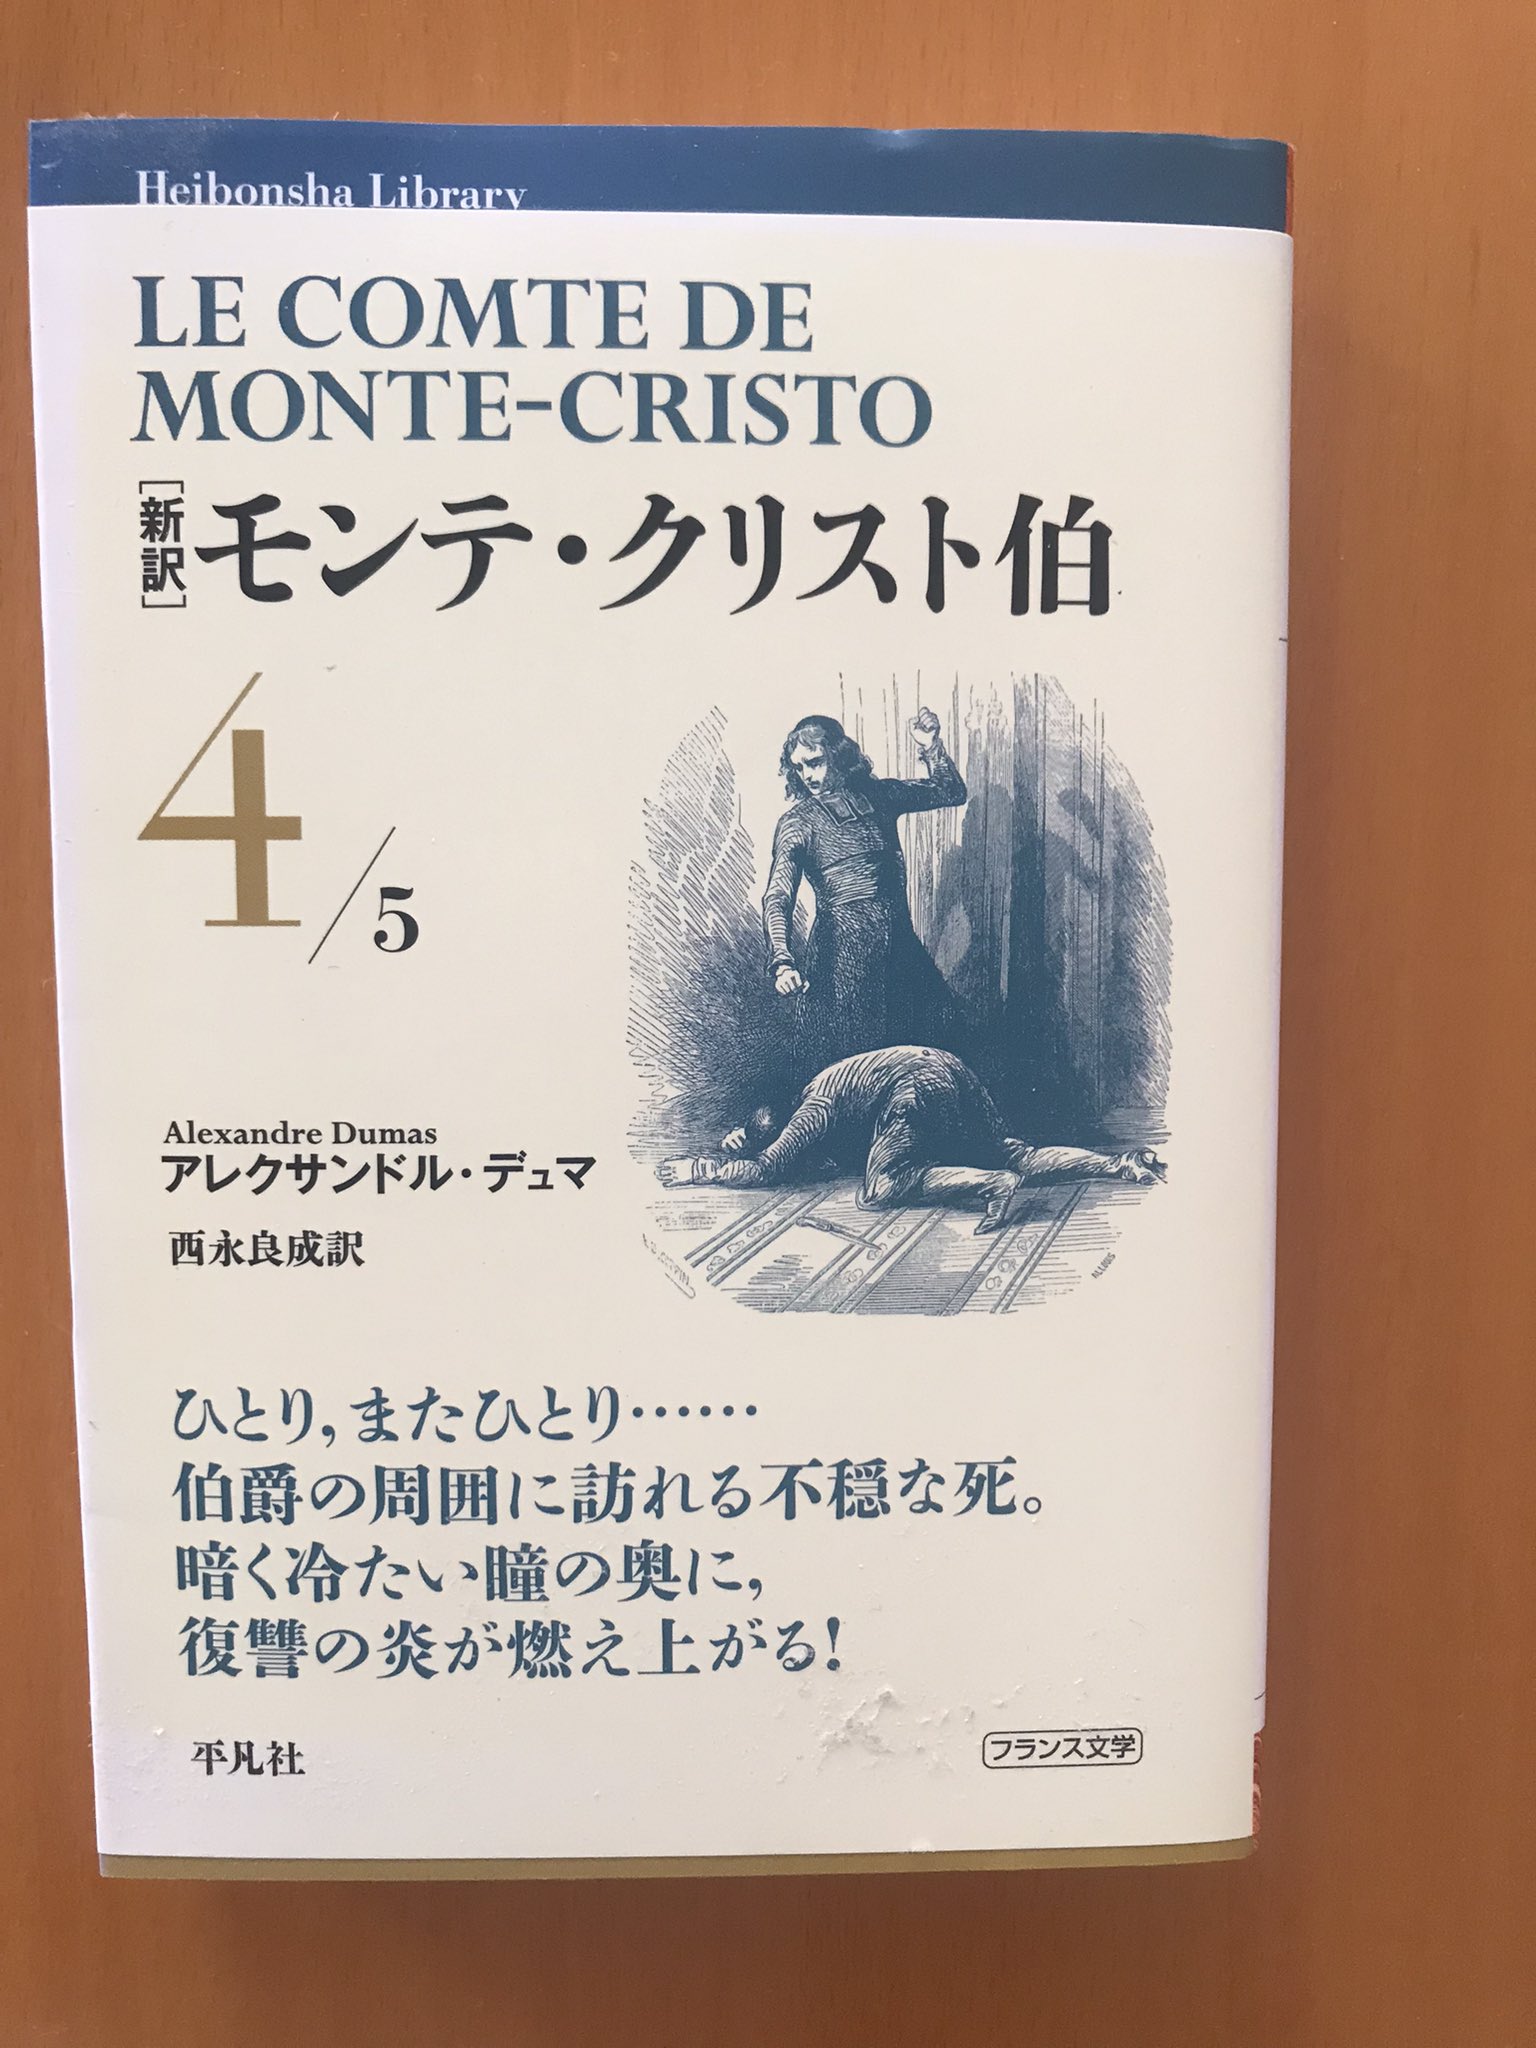 Heibonsha Library
LE COMTE DE
MONTE-CRISTO
[新訳]モンテ・クリスト伯
4/5
Alexandre Dumas
アレクサンドル・デュマ
西永良成訳
ALLOUIS
ひとり,またひとり……
伯爵の周囲に訪れる不穏な死。
暗く冷たい瞳の奥に,
復讐の炎が燃え上がる!
平凡社
フランス文学